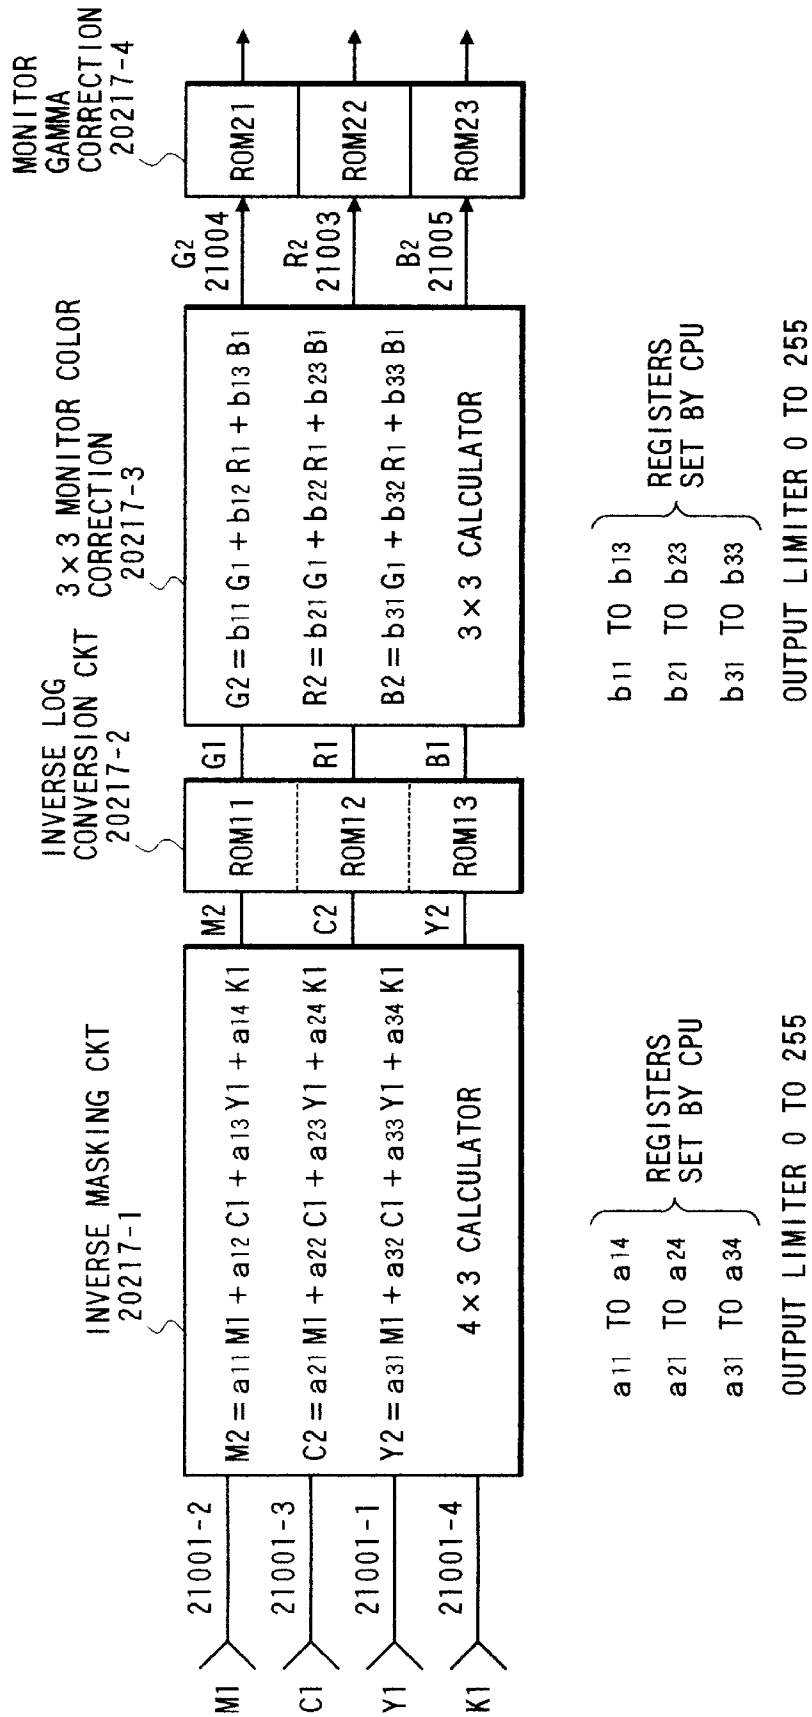 M1
C1
Y1
K1
21001-2
21001-3
21001-1
21001-4
INVERSE MASKING CKT
20217-1
M2 = a11 M1 + a12 C1 + a13 Y1 + a14 K1
C2 = a21 M1 + a22 C1 + a23 Y1 + a24 K1
Y2 = a31 M1 + a32 C1 + a33 Y1 + a34 K1
4×3 CALCULATOR
a11 TO a14
a21 TO a24
a31 TO a34
REGISTERS
SET BY CPU
OUTPUT LIMITER 0 TO 255
M2
C2
Y2
INVERSE LOG
CONVERSION CKT
20217-2
ROM11
ROM12
ROM13
G1
R1
B1
3×3 MONITOR COLOR
CORRECTION
20217-3
G2 = b11 G1 + b12 R1 + b13 B1
R2 = b21 G1 + b22 R1 + b23 B1
B2 = b31 G1 + b32 R1 + b33 B1
3×3 CALCULATOR
b11 TO b13
b21 TO b23
b31 TO b33
REGISTERS
SET BY CPU
OUTPUT LIMITER 0 TO 255
G2
21004
R2
21003
B2
21005
MONITOR
GAMMA
CORRECTION
20217-4
ROM21
ROM22
ROM23